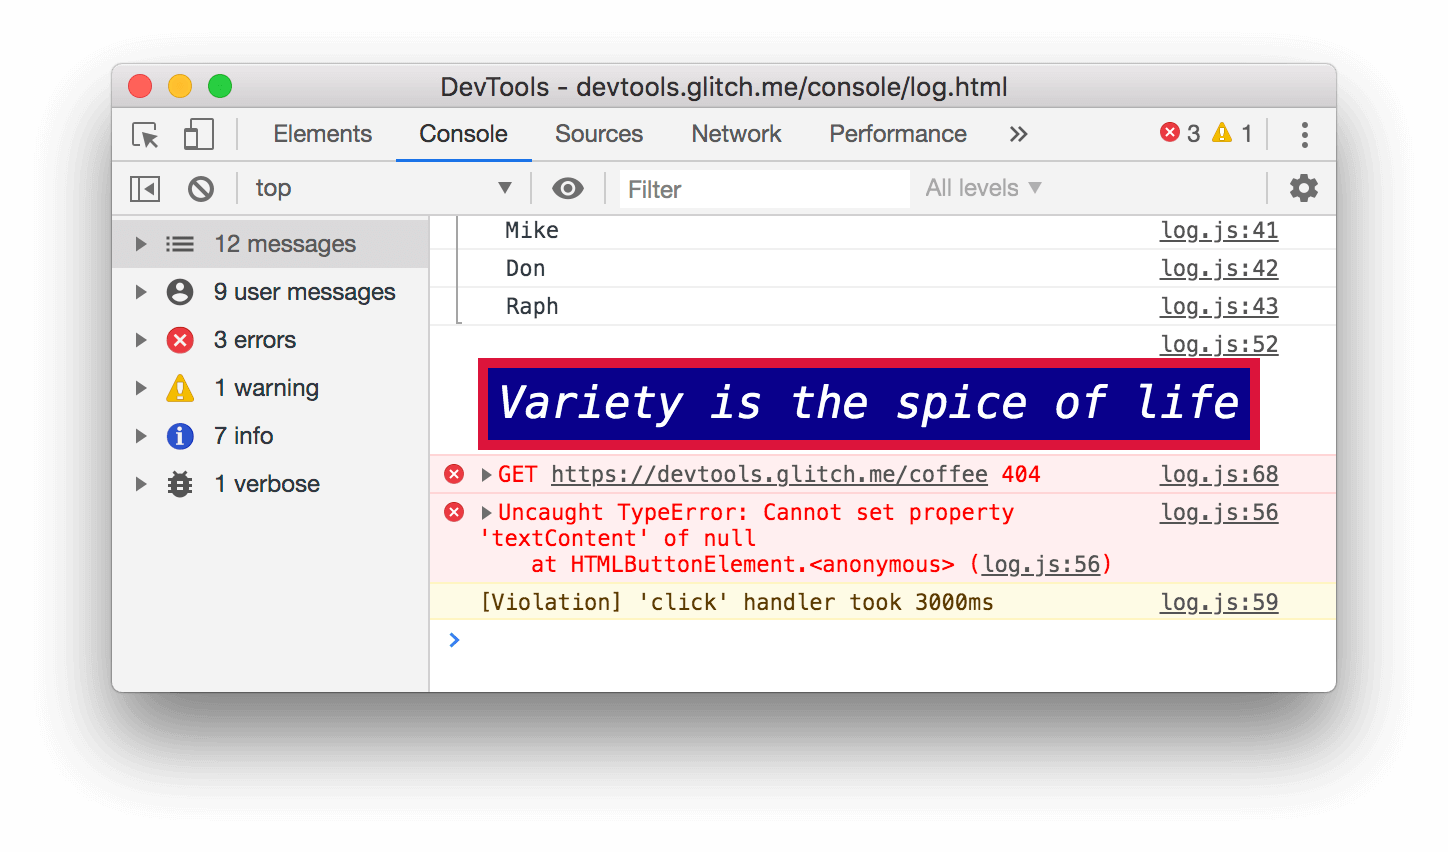 DevTools - devtools.glitch.me/console/log.html
Elements Console Sources Network Performance » 3 1
top Filter All levels
12 messages
9 user messages
3 errors
1 warning
7 info
1 verbose
Mike log.js:41
Don log.js:42
Raph log.js:43
log.js:52
Variety is the spice of life
GET https://devtools.glitch.me/coffee 404 log.js:68
Uncaught TypeError: Cannot set property log.js:56
'textContent' of null
at HTMLButtonElement.<anonymous> (log.js:56)
[Violation] 'click' handler took 3000ms log.js:59